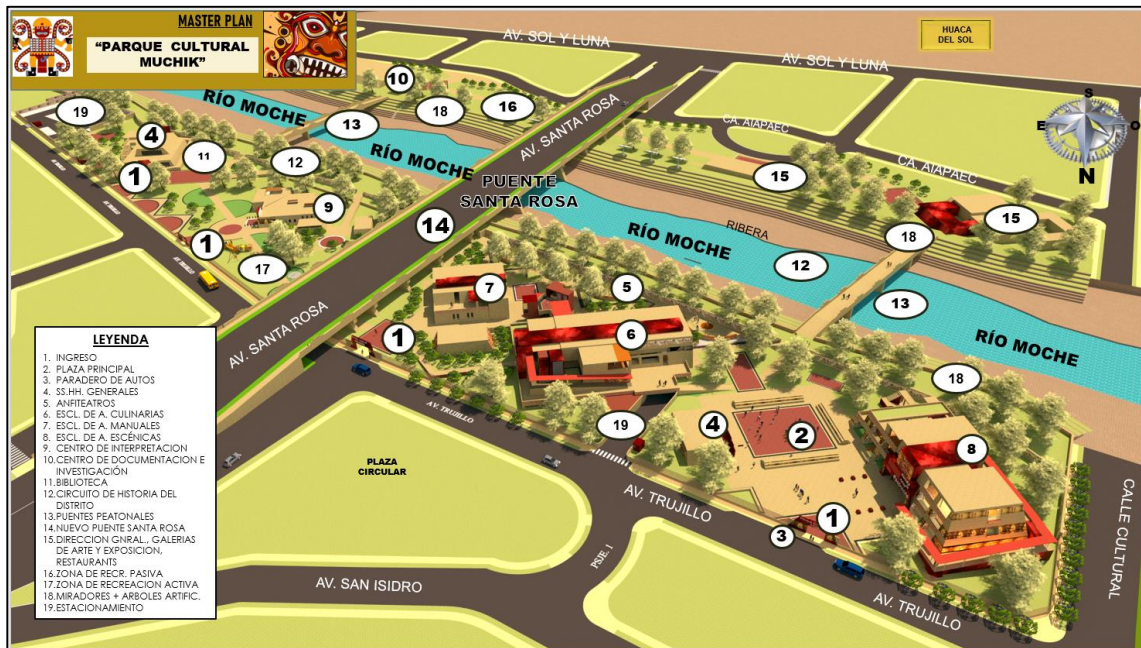 MASTER PLAN
“PARQUE CULTURAL
MUCHIK”
HUACA
DEL SOL
AV. SOL Y LUNA
AV. SOL Y LUNA
10
16
18
13
19
4
11
12
1
9
1
17
RÍO MOCHE
RÍO MOCHE
AV. SANTA ROSA
PUENTE
SANTA ROSA
14
AV. SANTA ROSA
CA. AIAPAEC
CA. AIAPAEC
15
15
18
S
E
O
N
RIBERA
RÍO MOCHE
12
13
RÍO MOCHE
7
5
6
1
18
19
4
2
8
1
3
AV. TRUJILLO
AV. TRUJILLO
AV. TRUJILLO
AV. TRUJILLO
PLAZA
CIRCULAR
PSJE. 1
AV. SAN ISIDRO
CALLE CULTURAL
LEYENDA
1. INGRESO
2. PLAZA PRINCIPAL
3. PARADERO DE AUTOS
4. SS.HH. GENERALES
5. ANFITEATROS
6. ESCL. DE A. CULINARIAS
7. ESCL. DE A. MANUALES
8. ESCL. DE A. ESCÉNICAS
9. CENTRO DE INTERPRETACION
10. CENTRO DE DOCUMENTACION E
INVESTIGACIÓN
11. BIBLIOTECA
12. CIRCUITO DE HISTORIA DEL
DISTRITO
13. PUENTES PEATONALES
14. NUEVO PUENTE SANTA ROSA
15. DIRECCION GNRAL., GALERIAS
DE ARTE Y EXPOSICION,
RESTAURANTS
16. ZONA DE RECR. PASIVA
17. ZONA DE RECREACION ACTIVA
18. MIRADORES + ARBOLES ARTIFIC.
19. ESTACIONAMIENTO